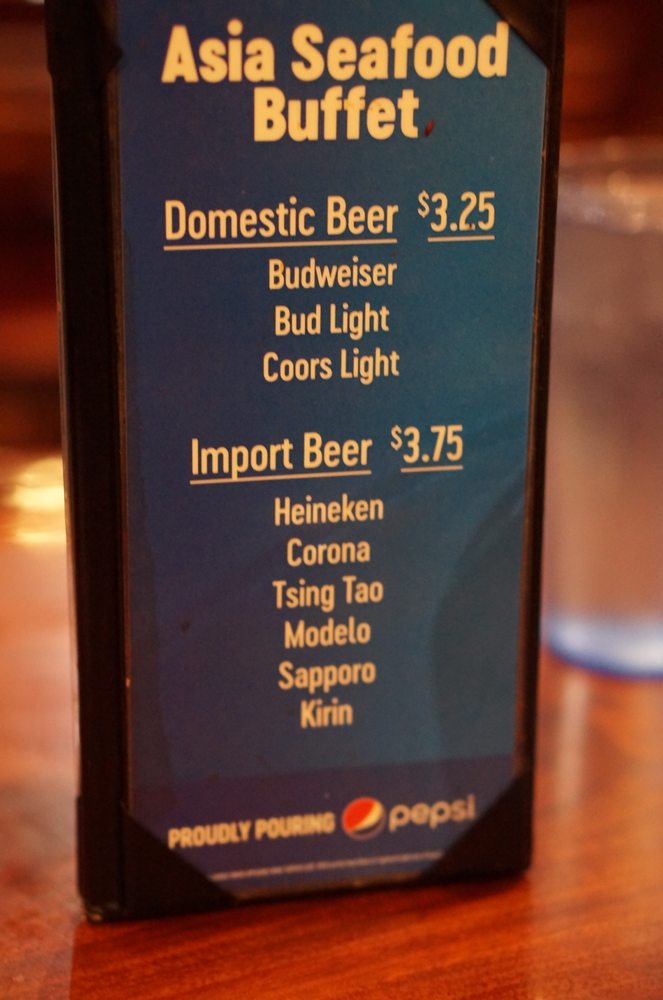 Asia Seafood
Buffet
Domestic Beer $3.25
Budweiser
Bud Light
Coors Light
Import Beer $3.75
Heineken
Corona
Tsing Tao
Modelo
Sapporo
Kirin
PROUDLY POURING pepsi